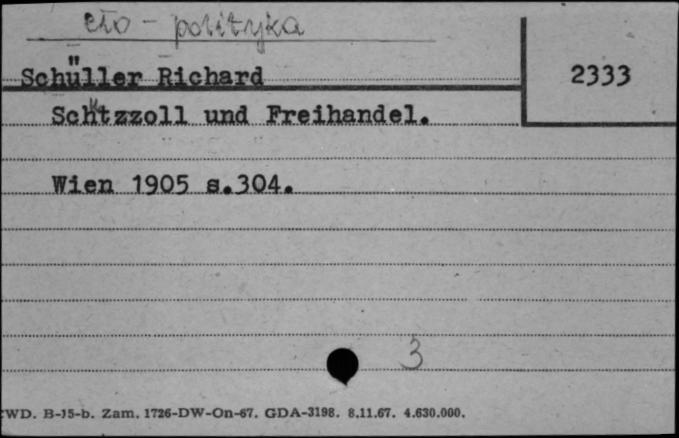 cło - polityka
Schüller Richard
2333
Schutzzoll und Freihandel.
Wien 1905 s.304.
3
WD. B-15-b. Zam. 1726-DW-On-67. GDA-3198. 8.11.67. 4.630.000.